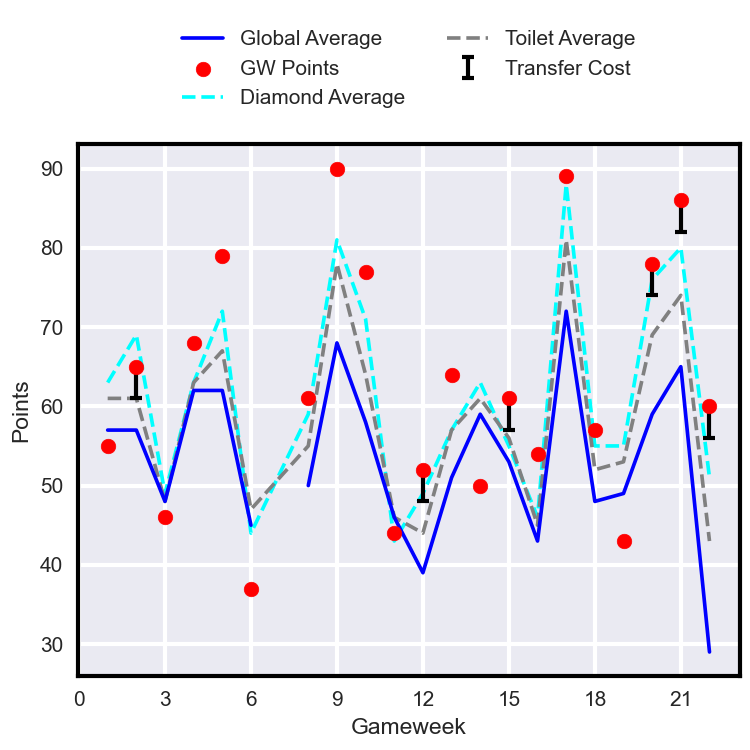 Global Average
GW Points
Diamond Average
Toilet Average
Transfer Cost
90
80
70
60
50
40
30
Points
0 3 6 9 12 15 18 21
Gameweek